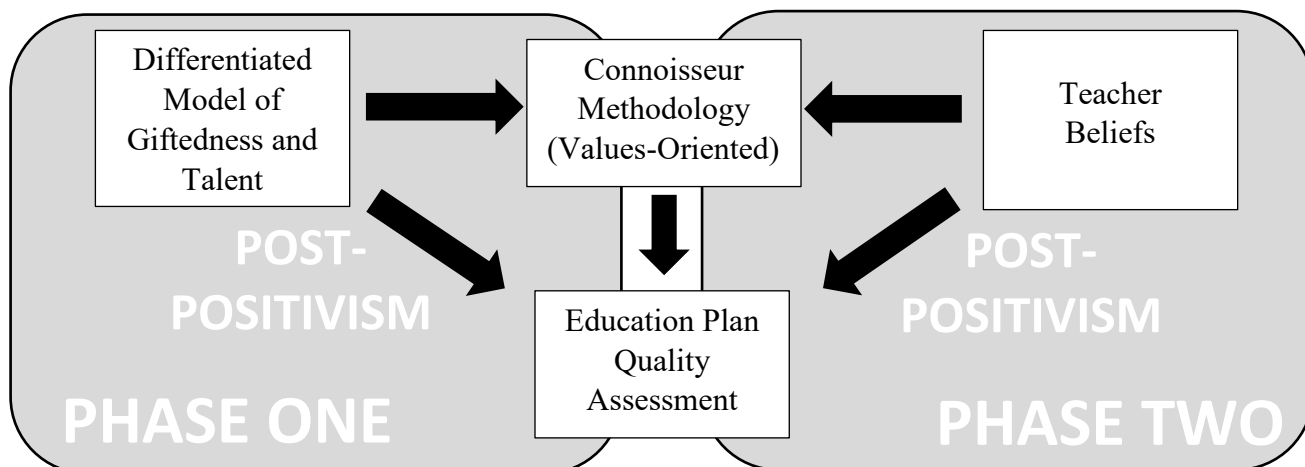 Differentiated
Model of
Giftedness and
Talent
Connoisseur
Methodology
(Values-Oriented)
Teacher
Beliefs
POST-
POSITIVISM
POST-
POSITIVISM
Education Plan
Quality
Assessment
PHASE ONE
PHASE TWO